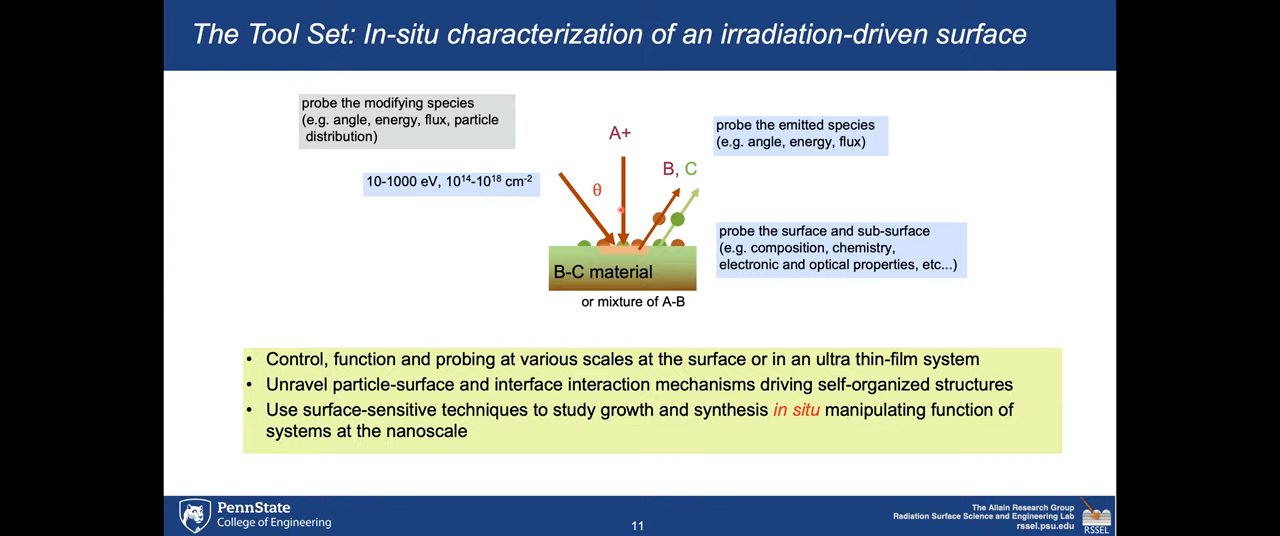 The Tool Set: In-situ characterization of an irradiation-driven surface
probe the modifying species
(e.g. angle, energy, flux, particle
distribution)
A+
probe the emitted species
(e.g. angle, energy, flux)
B, C
10-1000 eV, 10¹⁴-10¹⁸ cm⁻²
θ
probe the surface and sub-surface
(e.g. composition, chemistry,
electronic and optical properties, etc...)
B-C material
or mixture of A-B
• Control, function and probing at various scales at the surface or in an ultra thin-film system
• Unravel particle-surface and interface interaction mechanisms driving self-organized structures
• Use surface-sensitive techniques to study growth and synthesis in situ manipulating function of
systems at the nanoscale
PennState
College of Engineering
11
The Allain Research Group
Radiation Surface Science and Engineering Lab
rssel.psu.edu
RSSEL